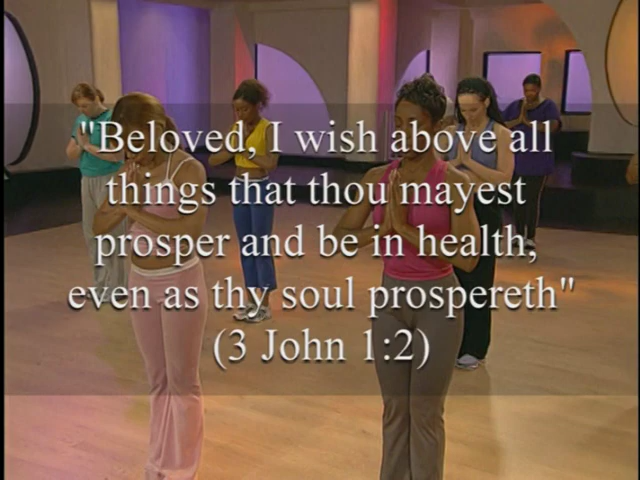 "Beloved, I wish above all
things that thou mayest
prosper and be in health,
even as thy soul prospereth"
(3 John 1:2)